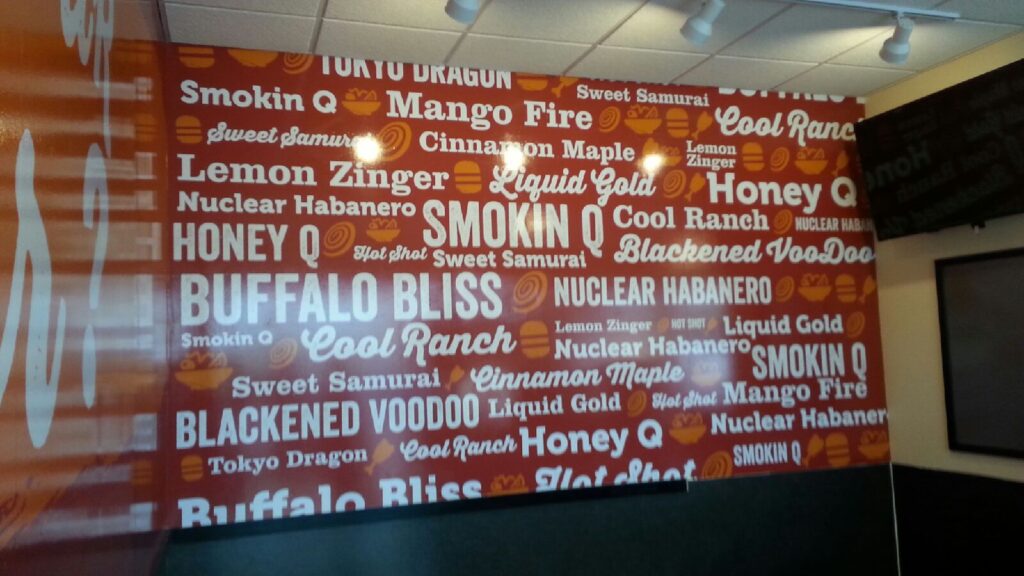 TOKYO DRAGON BUFFALO
Smokin Q Mango Fire Sweet Samurai Cool Ranch
Sweet Samurai Cinnamon Maple Lemon Zinger
Lemon Zinger Liquid Gold Honey Q
Nuclear Habanero SMOKIN Q Cool Ranch NUCLEAR HABAN
HONEY Q Hot Shot Sweet Samurai Blackened VooDoo
BUFFALO BLISS NUCLEAR HABANERO
Smokin Q Cool Ranch Lemon Zinger HOT SHOT Liquid Gold
Nuclear Habanero SMOKIN Q
Sweet Samurai Cinnamon Maple Hot Shot Mango Fire
BLACKENED VOODOO Liquid Gold Nuclear Habanero
Tokyo Dragon Cool Ranch Honey Q SMOKIN Q
Buffalo Bliss Hot Shot